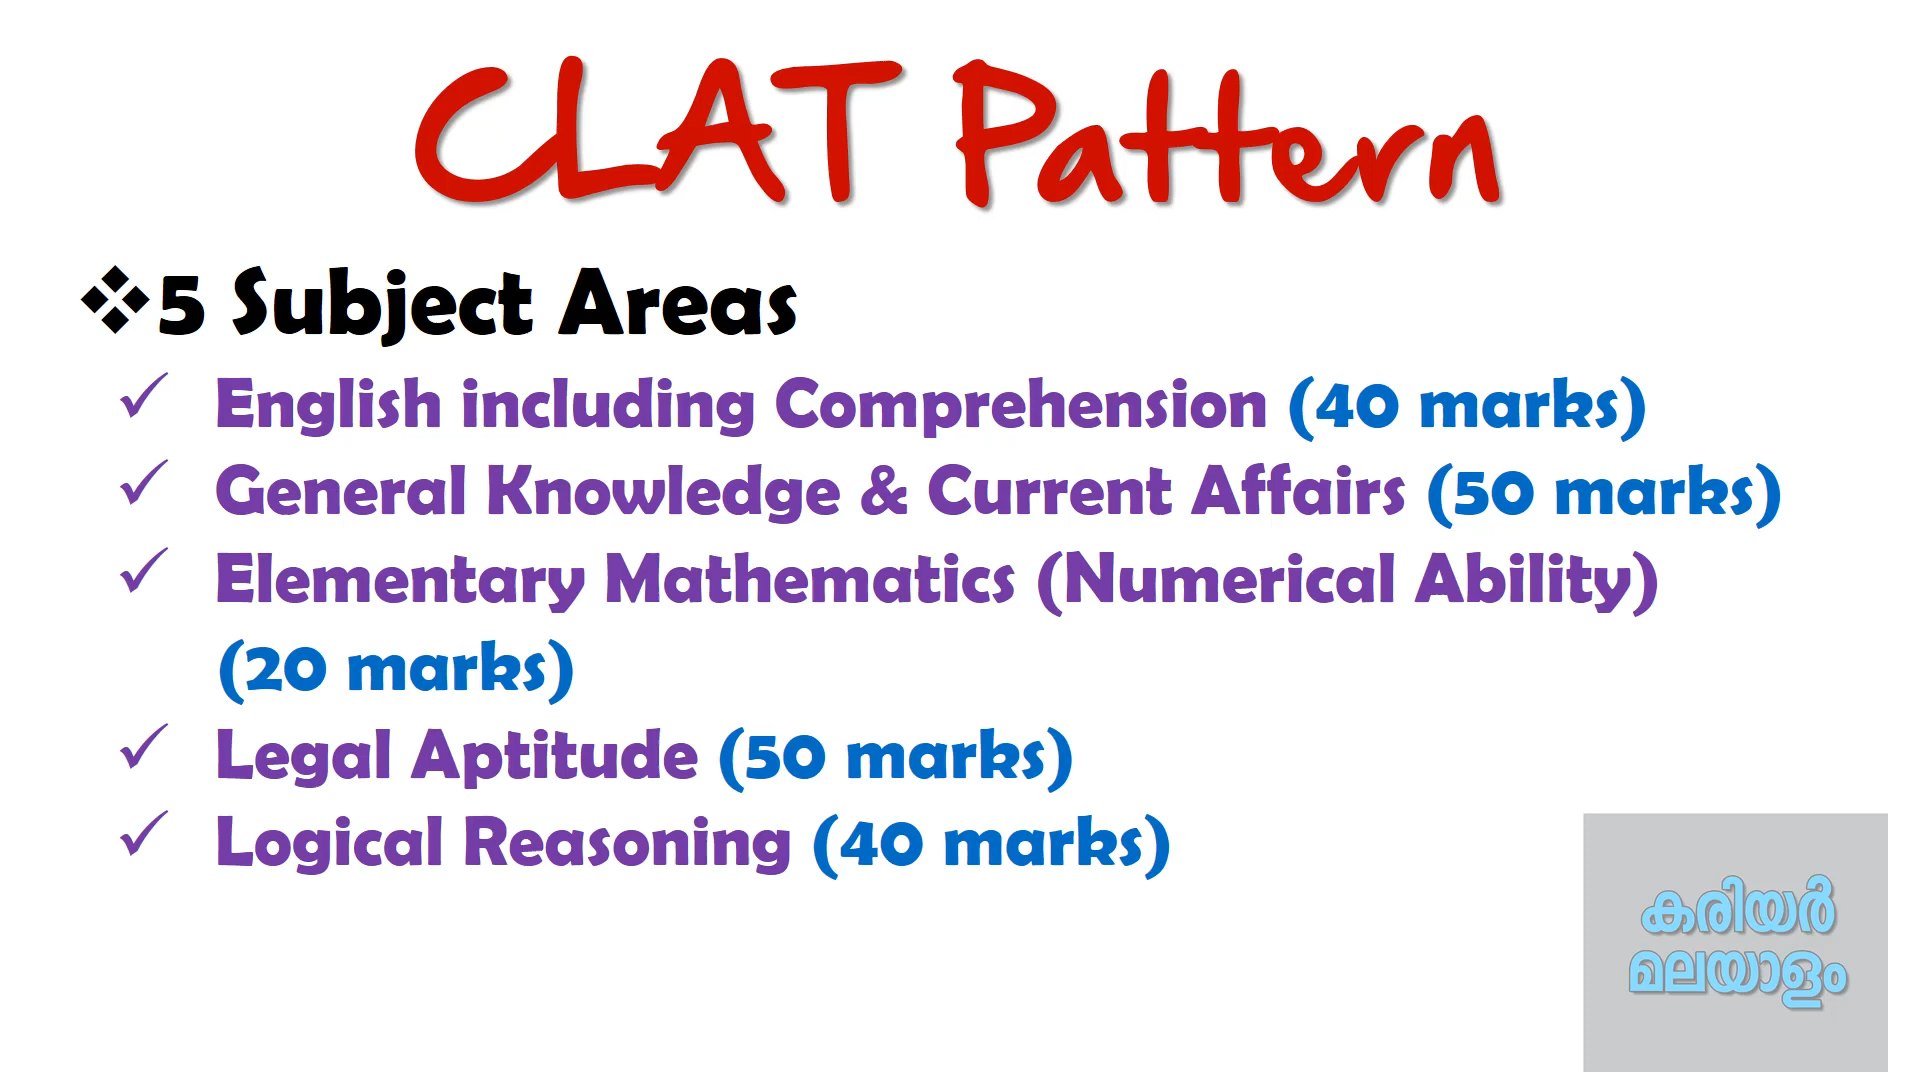 CLAT Pattern
❖5 Subject Areas
✓ English including Comprehension (40 marks)
✓ General Knowledge & Current Affairs (50 marks)
✓ Elementary Mathematics (Numerical Ability)
(20 marks)
✓ Legal Aptitude (50 marks)
✓ Logical Reasoning (40 marks)
കരിയർ
മലയാളം